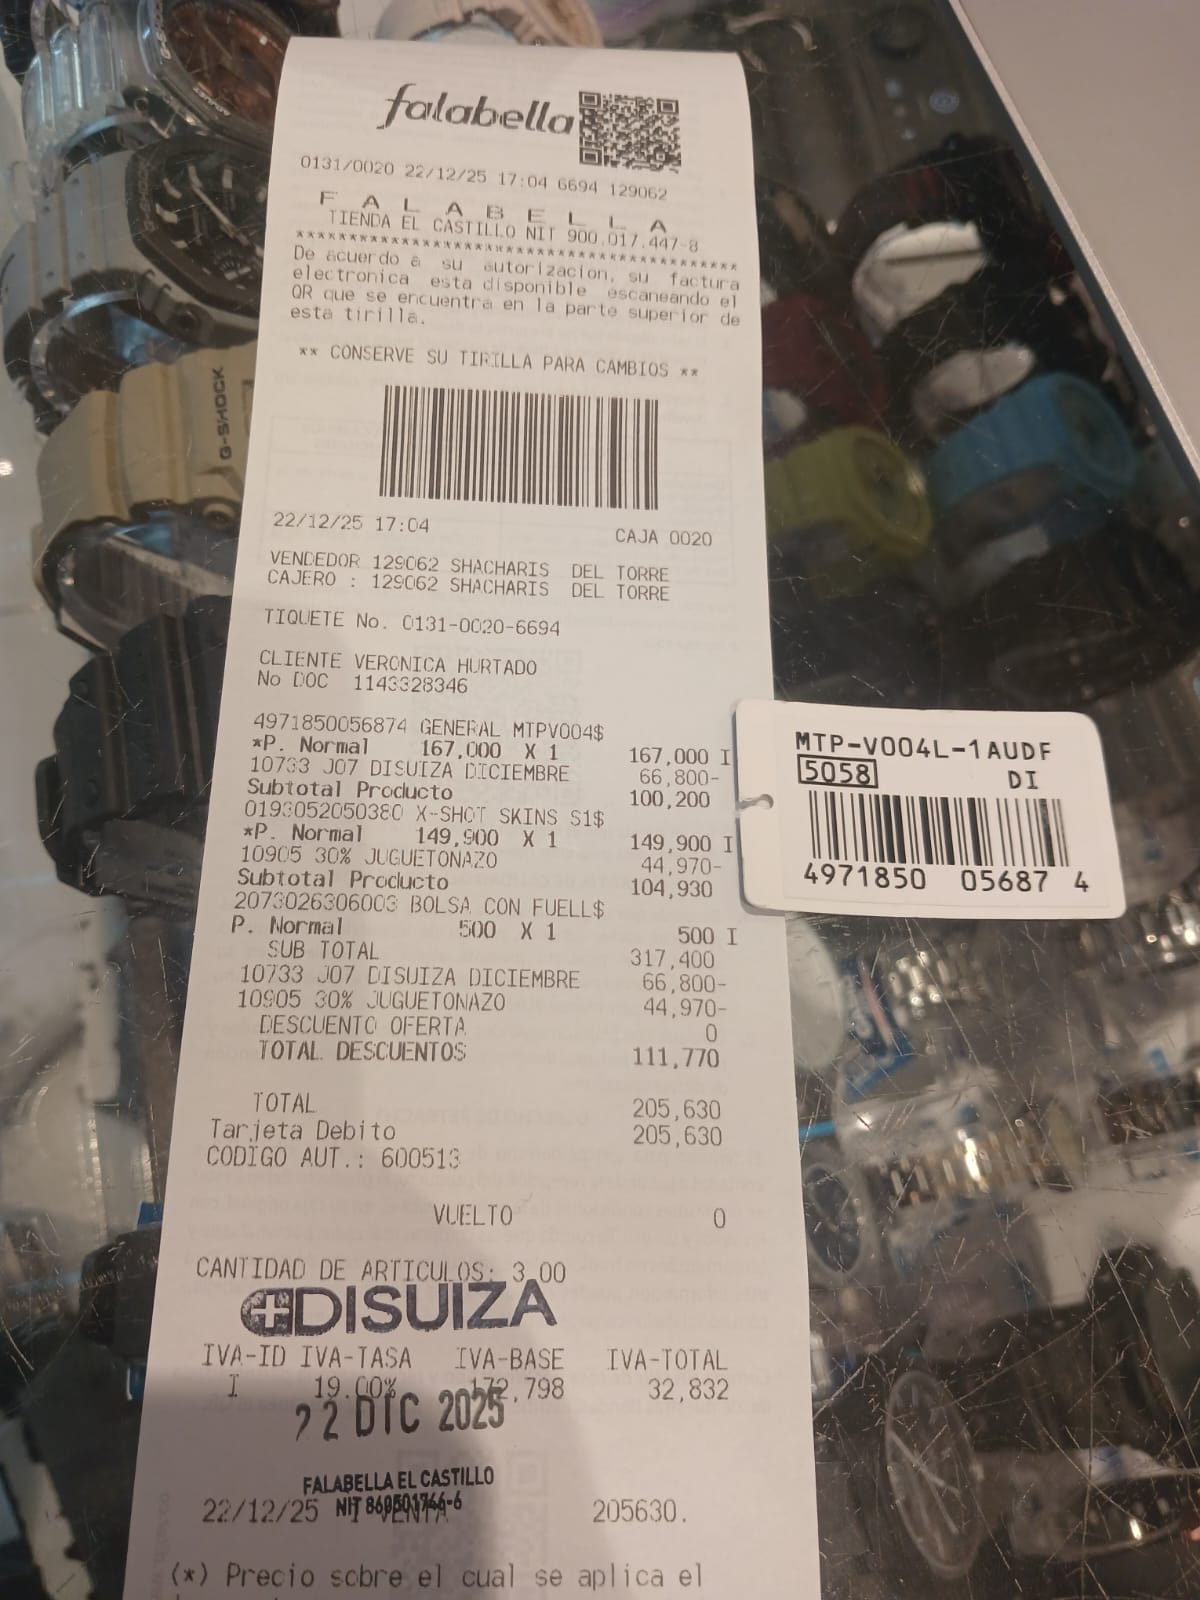 falabella
0131/0020 22/12/25 17:04 6694 129062
F A L A B E L L A
TIENDA EL CASTILLO NIT 900.017.447-8
De acuerdo a su autorizacion, su factura
electronica esta disponible escaneando el
QR que se encuentra en la parte superior de
esta tirilla.
** CONSERVE SU TIRILLA PARA CAMBIOS **
22/12/25 17:04 CAJA 0020
VENDEDOR 129062 SHACHARIS DEL TORRE
CAJERO : 129062 SHACHARIS DEL TORRE
TIQUETE No. 0131-0020-6694
CLIENTE VERONICA HURTADO
No DOC 1143328346
4971850056874 GENERAL MTPV004$
*P. Normal 167,000 X 1 167,000 I
10733 J07 DISUIZA DICIEMBRE 66,800-
Subtotal Producto 100,200
0193052050380 X-SHOT SKINS S1$
*P. Normal 149,900 X 1 149,900 I
10905 30% JUGUETONAZO 44,970-
Subtotal Producto 104,930
2073026306003 BOLSA CON FUELL$
P. Normal 500 X 1 500 I
SUB TOTAL 317,400
10733 J07 DISUIZA DICIEMBRE 66,800-
10905 30% JUGUETONAZO 44,970-
DESCUENTO OFERTA 0
TOTAL DESCUENTOS 111,770
TOTAL 205,630
Tarjeta Debito 205,630
CODIGO AUT.: 600513
VUELTO 0
CANTIDAD DE ARTICULOS: 3.00
DISUIZA
IVA-ID IVA-TASA IVA-BASE IVA-TOTAL
I 19.00% 172,798 32,832
22 DIC 2025
FALABELLA EL CASTILLO
NIT 860501766-6
22/12/25 VENTA 205630.
(*) Precio sobre el cual se aplica el
MTP-V004L-1AUDF
5058 DI
4971850 05687 4
G-SHOCK